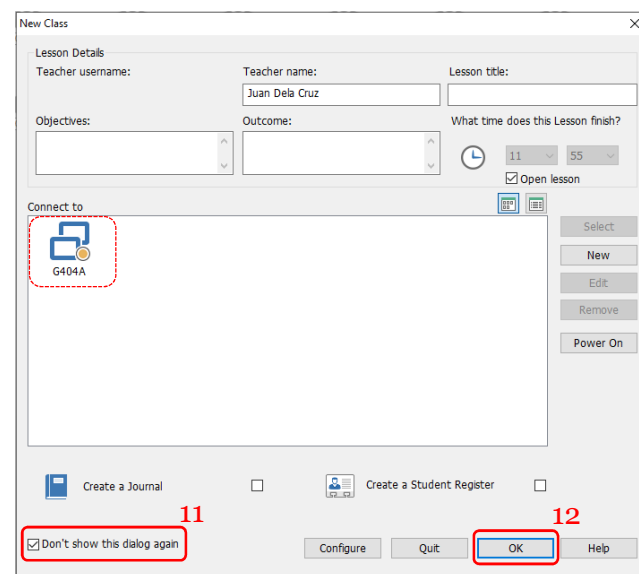 New Class
Lesson Details
Teacher username:
Teacher name:
Lesson title:
Juan Dela Cruz
Objectives:
Outcome:
What time does this Lesson finish?
11
55
Open lesson
Connect to
Select
G404A
New
Edit
Remove
Power On
Create a Journal
Create a Student Register
11
12
Don't show this dialog again
Configure
Quit
OK
Help